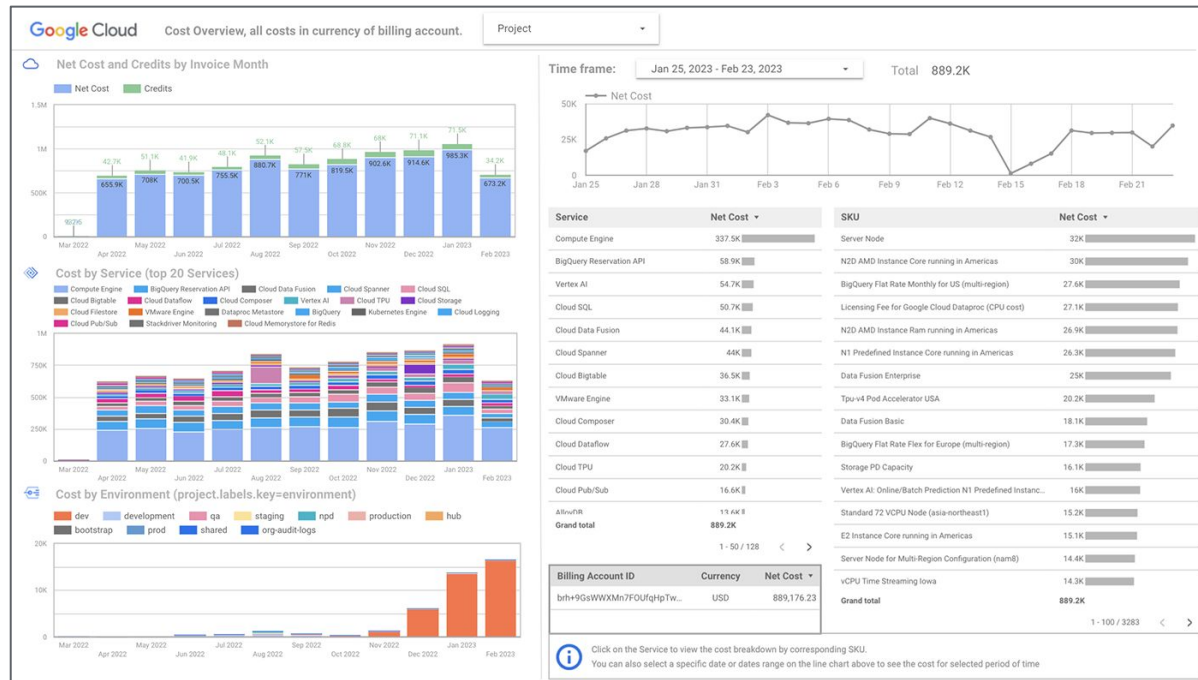 Google Cloud
Cost Overview, all costs in currency of billing account.
Project
Net Cost and Credits by Invoice Month
Net Cost Credits
1.5M
1M
500K
0
42.7K 51.1K 41.9K 48.1K 52.1K 57.5K 68.8K 68K 71.1K 71.5K 34.2K
655.9K 708K 700.5K 755.5K 880.7K 771K 819.5K 902.6K 914.6K 985.3K 673.2K
Mar 2022 May 2022 Jul 2022 Sep 2022 Nov 2022 Jan 2023
Apr 2022 Jun 2022 Aug 2022 Oct 2022 Dec 2022 Feb 2023
Cost by Service (top 20 Services)
Compute Engine BigQuery Reservation API Cloud Data Fusion Cloud Spanner Cloud SQL
Cloud Bigtable Cloud Dataflow Cloud Composer Vertex AI Cloud TPU Cloud Storage
Cloud Filestore VMware Engine Dataproc Metastore BigQuery Kubernetes Engine Cloud Logging
Cloud Pub/Sub Stackdriver Monitoring Cloud Memorystore for Redis
1M
750K
500K
250K
0
Mar 2022 May 2022 Jul 2022 Sep 2022 Nov 2022 Jan 2023
Apr 2022 Jun 2022 Aug 2022 Oct 2022 Dec 2022 Feb 2023
Cost by Environment (project.labels.key=environment)
dev development qa staging npd production hub
bootstrap prod shared org-audit-logs
20K
10K
0
Mar 2022 May 2022 Jul 2022 Sep 2022 Nov 2022 Jan 2023
Apr 2022 Jun 2022 Aug 2022 Oct 2022 Dec 2022 Feb 2023
Time frame: Jan 25, 2023 - Feb 23, 2023 Total 889.2K
Net Cost
50K
25K
0
Jan 25 Jan 28 Jan 31 Feb 3 Feb 6 Feb 9 Feb 12 Feb 15 Feb 18 Feb 21
Service Net Cost
Compute Engine 337.5K
BigQuery Reservation API 58.9K
Vertex AI 54.7K
Cloud SQL 50.7K
Cloud Data Fusion 44.1K
Cloud Spanner 44K
Cloud Bigtable 36.5K
VMware Engine 33.1K
Cloud Composer 30.4K
Cloud Dataflow 27.6K
Cloud TPU 20.2K
Cloud Pub/Sub 16.6K
Grand total 889.2K
1 - 50 / 128
SKU Net Cost
Server Node 32K
N2D AMD Instance Core running in Americas 30K
BigQuery Flat Rate Monthly for US (multi-region) 27.6K
Licensing Fee for Google Cloud Dataproc (CPU cost) 27.1K
N2D AMD Instance Ram running in Americas 26.9K
N1 Predefined Instance Core running in Americas 26.3K
Data Fusion Enterprise 25K
Tpu-v4 Pod Accelerator USA 20.2K
Data Fusion Basic 18.1K
BigQuery Flat Rate Flex for Europe (multi-region) 17.3K
Storage PD Capacity 16.1K
Vertex AI: Online/Batch Prediction N1 Predefined Instanc... 16K
Standard 72 VCPU Node (asia-northeast1) 15.2K
E2 Instance Core running in Americas 15.1K
Server Node for Multi-Region Configuration (nam8) 14.4K
vCPU Time Streaming Iowa 14.3K
Grand total 889.2K
1 - 100 / 3283
Billing Account ID Currency Net Cost
brh+9GsWWXMn7FOUfqHpTw... USD 889,176.23
Click on the Service to view the cost breakdown by corresponding SKU.
You can also select a specific date or dates range on the line chart above to see the cost for selected period of time